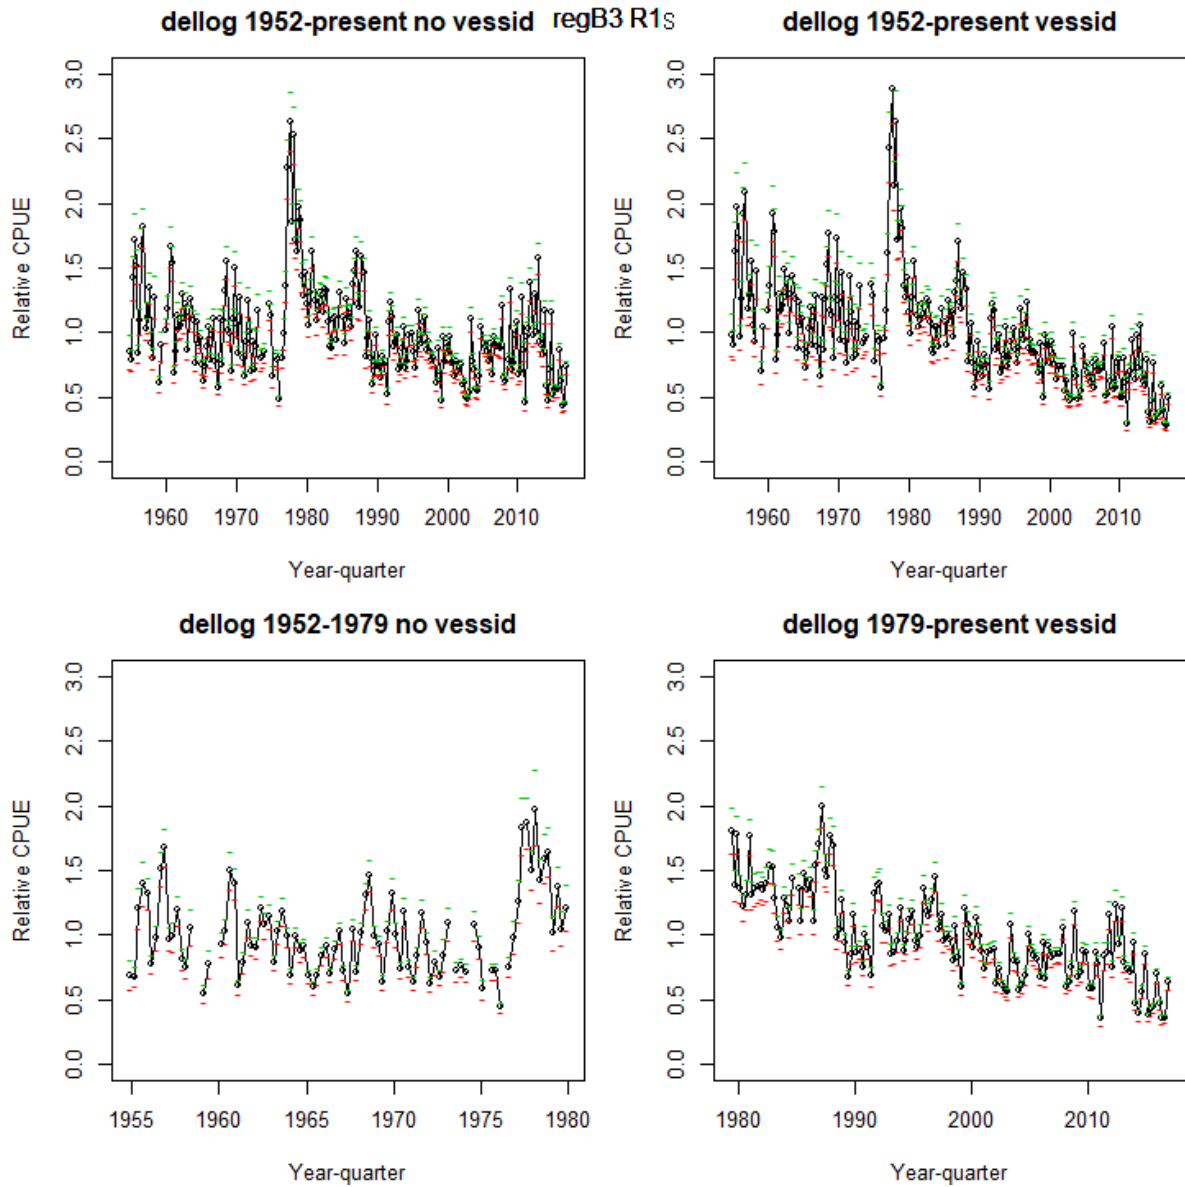 dellog 1952-present no vessid regB3 R1s dellog 1952-present vessid
Relative CPUE
0.0 0.5 1.0 1.5 2.0 2.5 3.0
1960 1970 1980 1990 2000 2010
Year-quarter
Relative CPUE
0.0 0.5 1.0 1.5 2.0 2.5 3.0
1960 1970 1980 1990 2000 2010
Year-quarter
dellog 1952-1979 no vessid
Relative CPUE
0.0 0.5 1.0 1.5 2.0 2.5 3.0
1955 1960 1965 1970 1975 1980
Year-quarter
dellog 1979-present vessid
Relative CPUE
0.0 0.5 1.0 1.5 2.0 2.5 3.0
1980 1990 2000 2010
Year-quarter